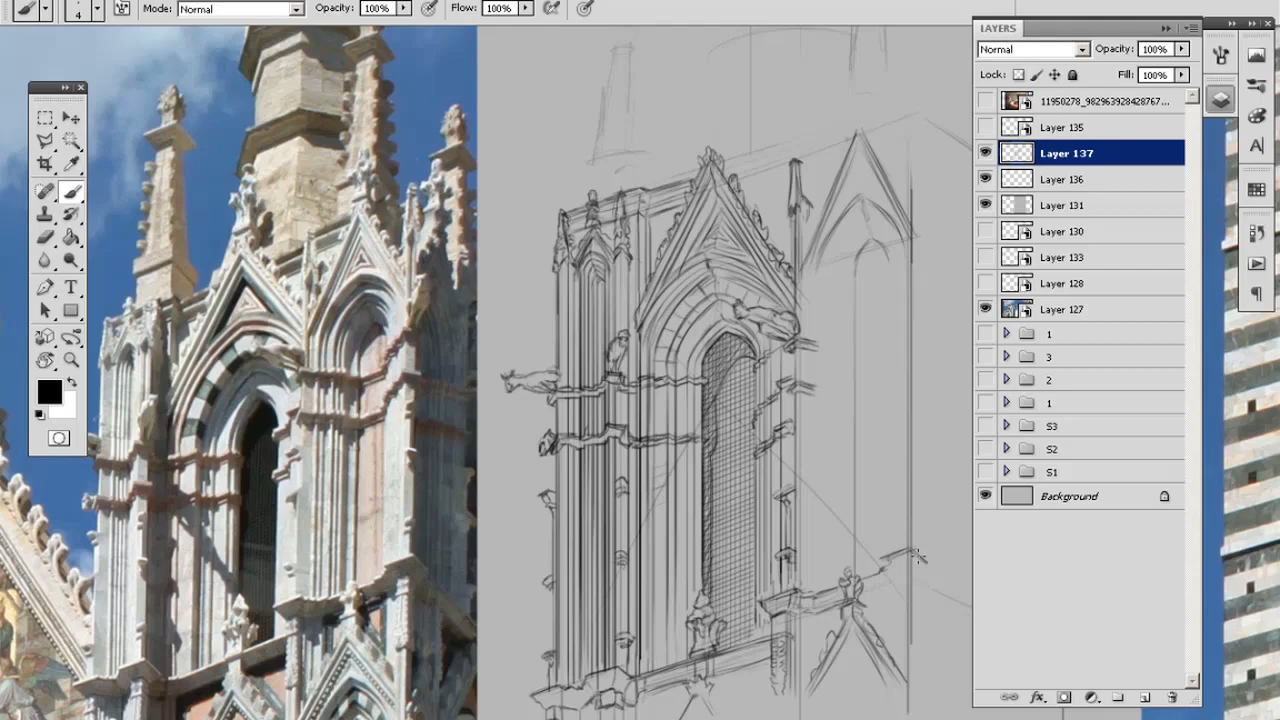 4 Mode: Normal Opacity: 100% Flow: 100%
LAYERS
Normal Opacity: 100%
Lock: Fill: 100%
11950278_982963928428767...
Layer 135
Layer 137
Layer 136
Layer 131
Layer 130
Layer 133
Layer 128
Layer 127
1
3
2
1
S3
S2
S1
Background